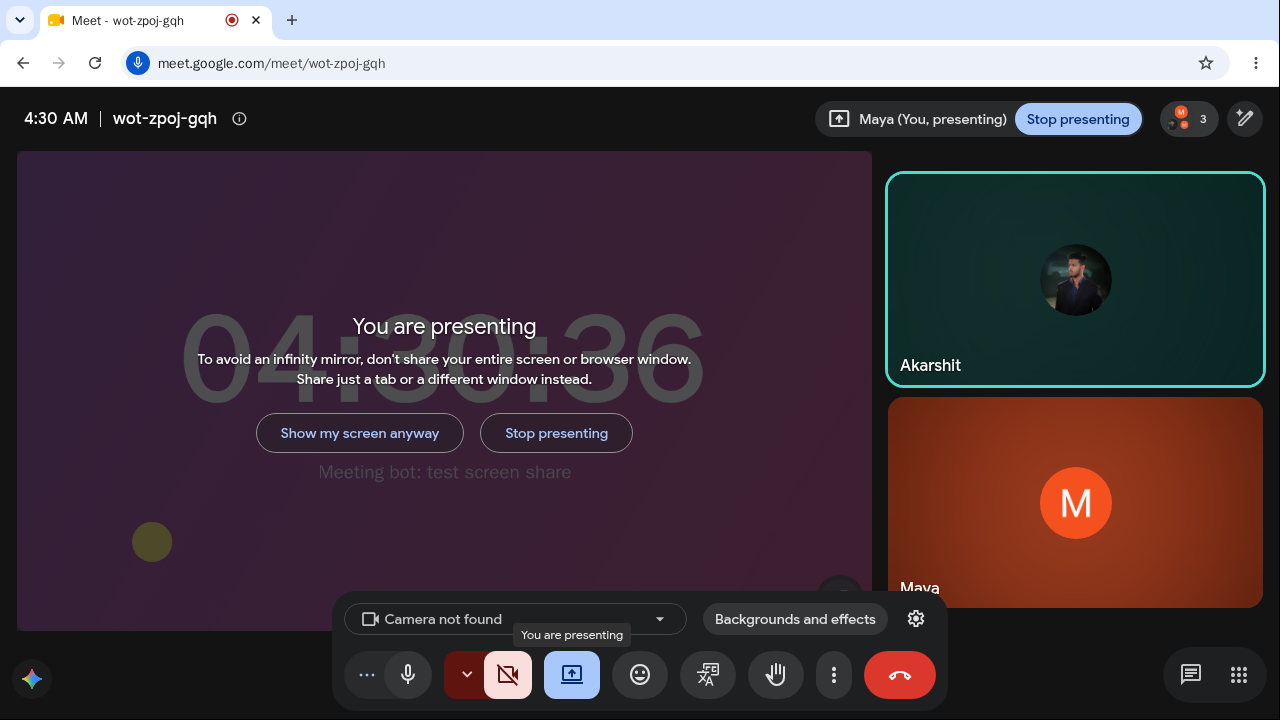 Meet - wot-zpoj-gqh
meet.google.com/meet/wot-zpoj-gqh
4:30 AM
wot-zpoj-gqh
Maya (You, presenting)
Stop presenting
M
3
04:30:36
You are presenting
To avoid an infinity mirror, don't share your entire screen or browser window.
Share just a tab or a different window instead.
Show my screen anyway
Stop presenting
Meeting bot: test screen share
Akarshit
M
Maya
Camera not found
Backgrounds and effects
You are presenting